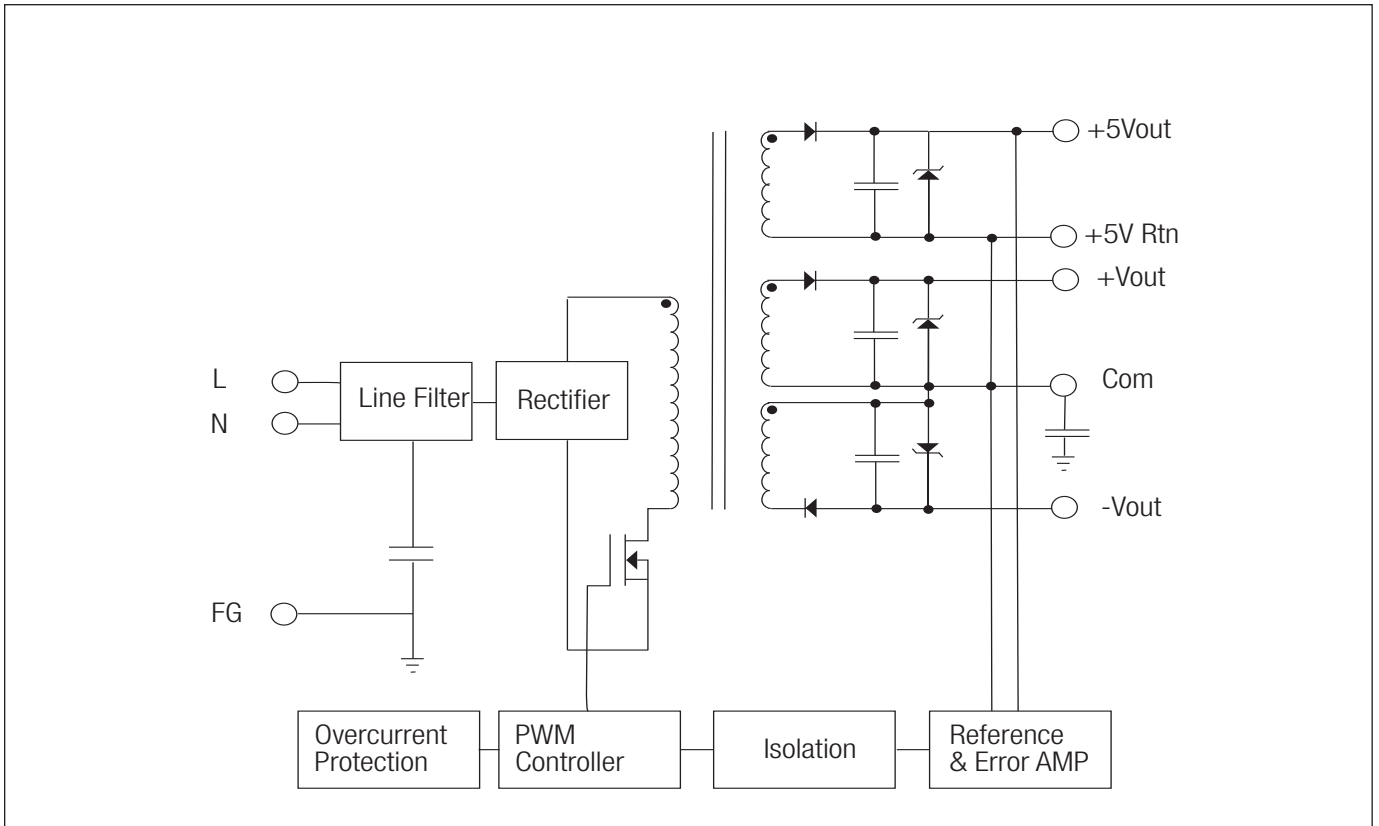 +5Vout
+5V Rtn
+Vout
L
Line Filter
Rectifier
Com
N
-Vout
FG
Overcurrent
Protection
PWM
Controller
Isolation
Reference
& Error AMP